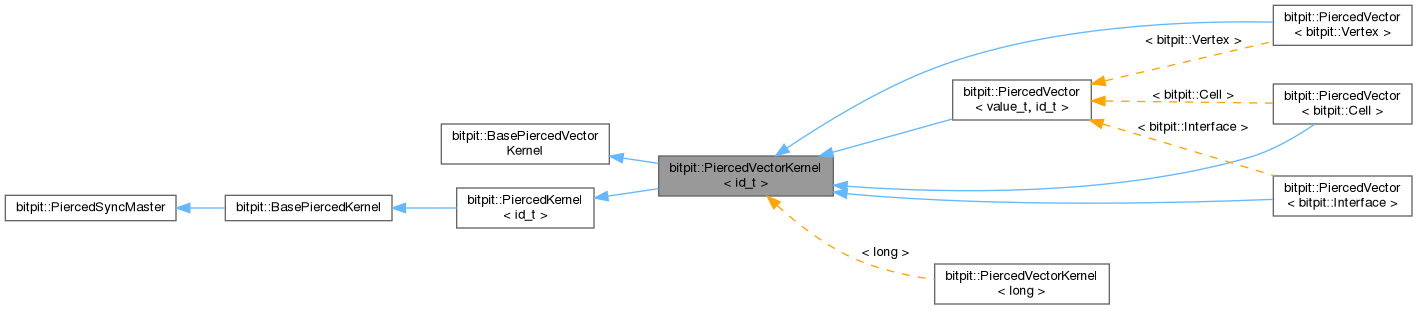 bitpit::PiercedSyncMaster
bitpit::BasePiercedKernel
bitpit::BasePiercedVector
Kernel
bitpit::PiercedKernel
< id_t >
bitpit::PiercedVectorKernel
< id_t >
bitpit::PiercedVector
< value_t, id_t >
< bitpit::Vertex >
< bitpit::Cell >
< bitpit::Interface >
bitpit::PiercedVector
< bitpit::Vertex >
bitpit::PiercedVector
< bitpit::Cell >
bitpit::PiercedVector
< bitpit::Interface >
< long >
bitpit::PiercedVectorKernel
< long >